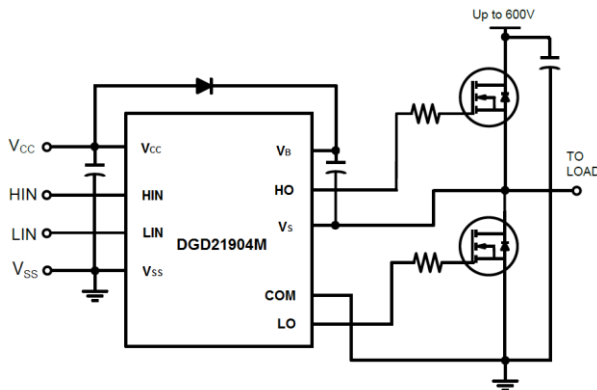 Up to 600V
VCC
VCC
VB
HIN
HIN
HO
TO
LOAD
LIN
LIN
VS
DGD21904M
VSS
VSS
COM
LO